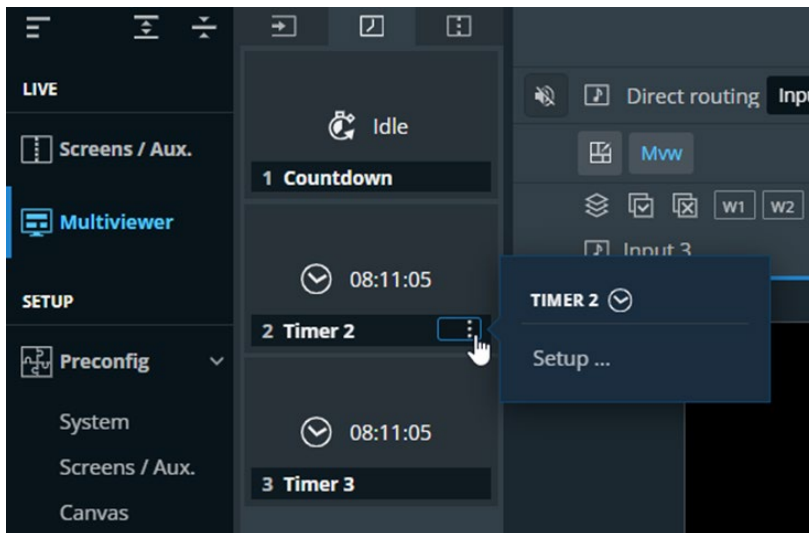 LIVE
Screens / Aux.
Multiviewer
SETUP
Preconfig
System
Screens / Aux.
Canvas
Idle
1 Countdown
08:11:05
2 Timer 2
08:11:05
3 Timer 3
Direct routing
Mvw
W1 W2
Input 3
TIMER 2
Setup ...